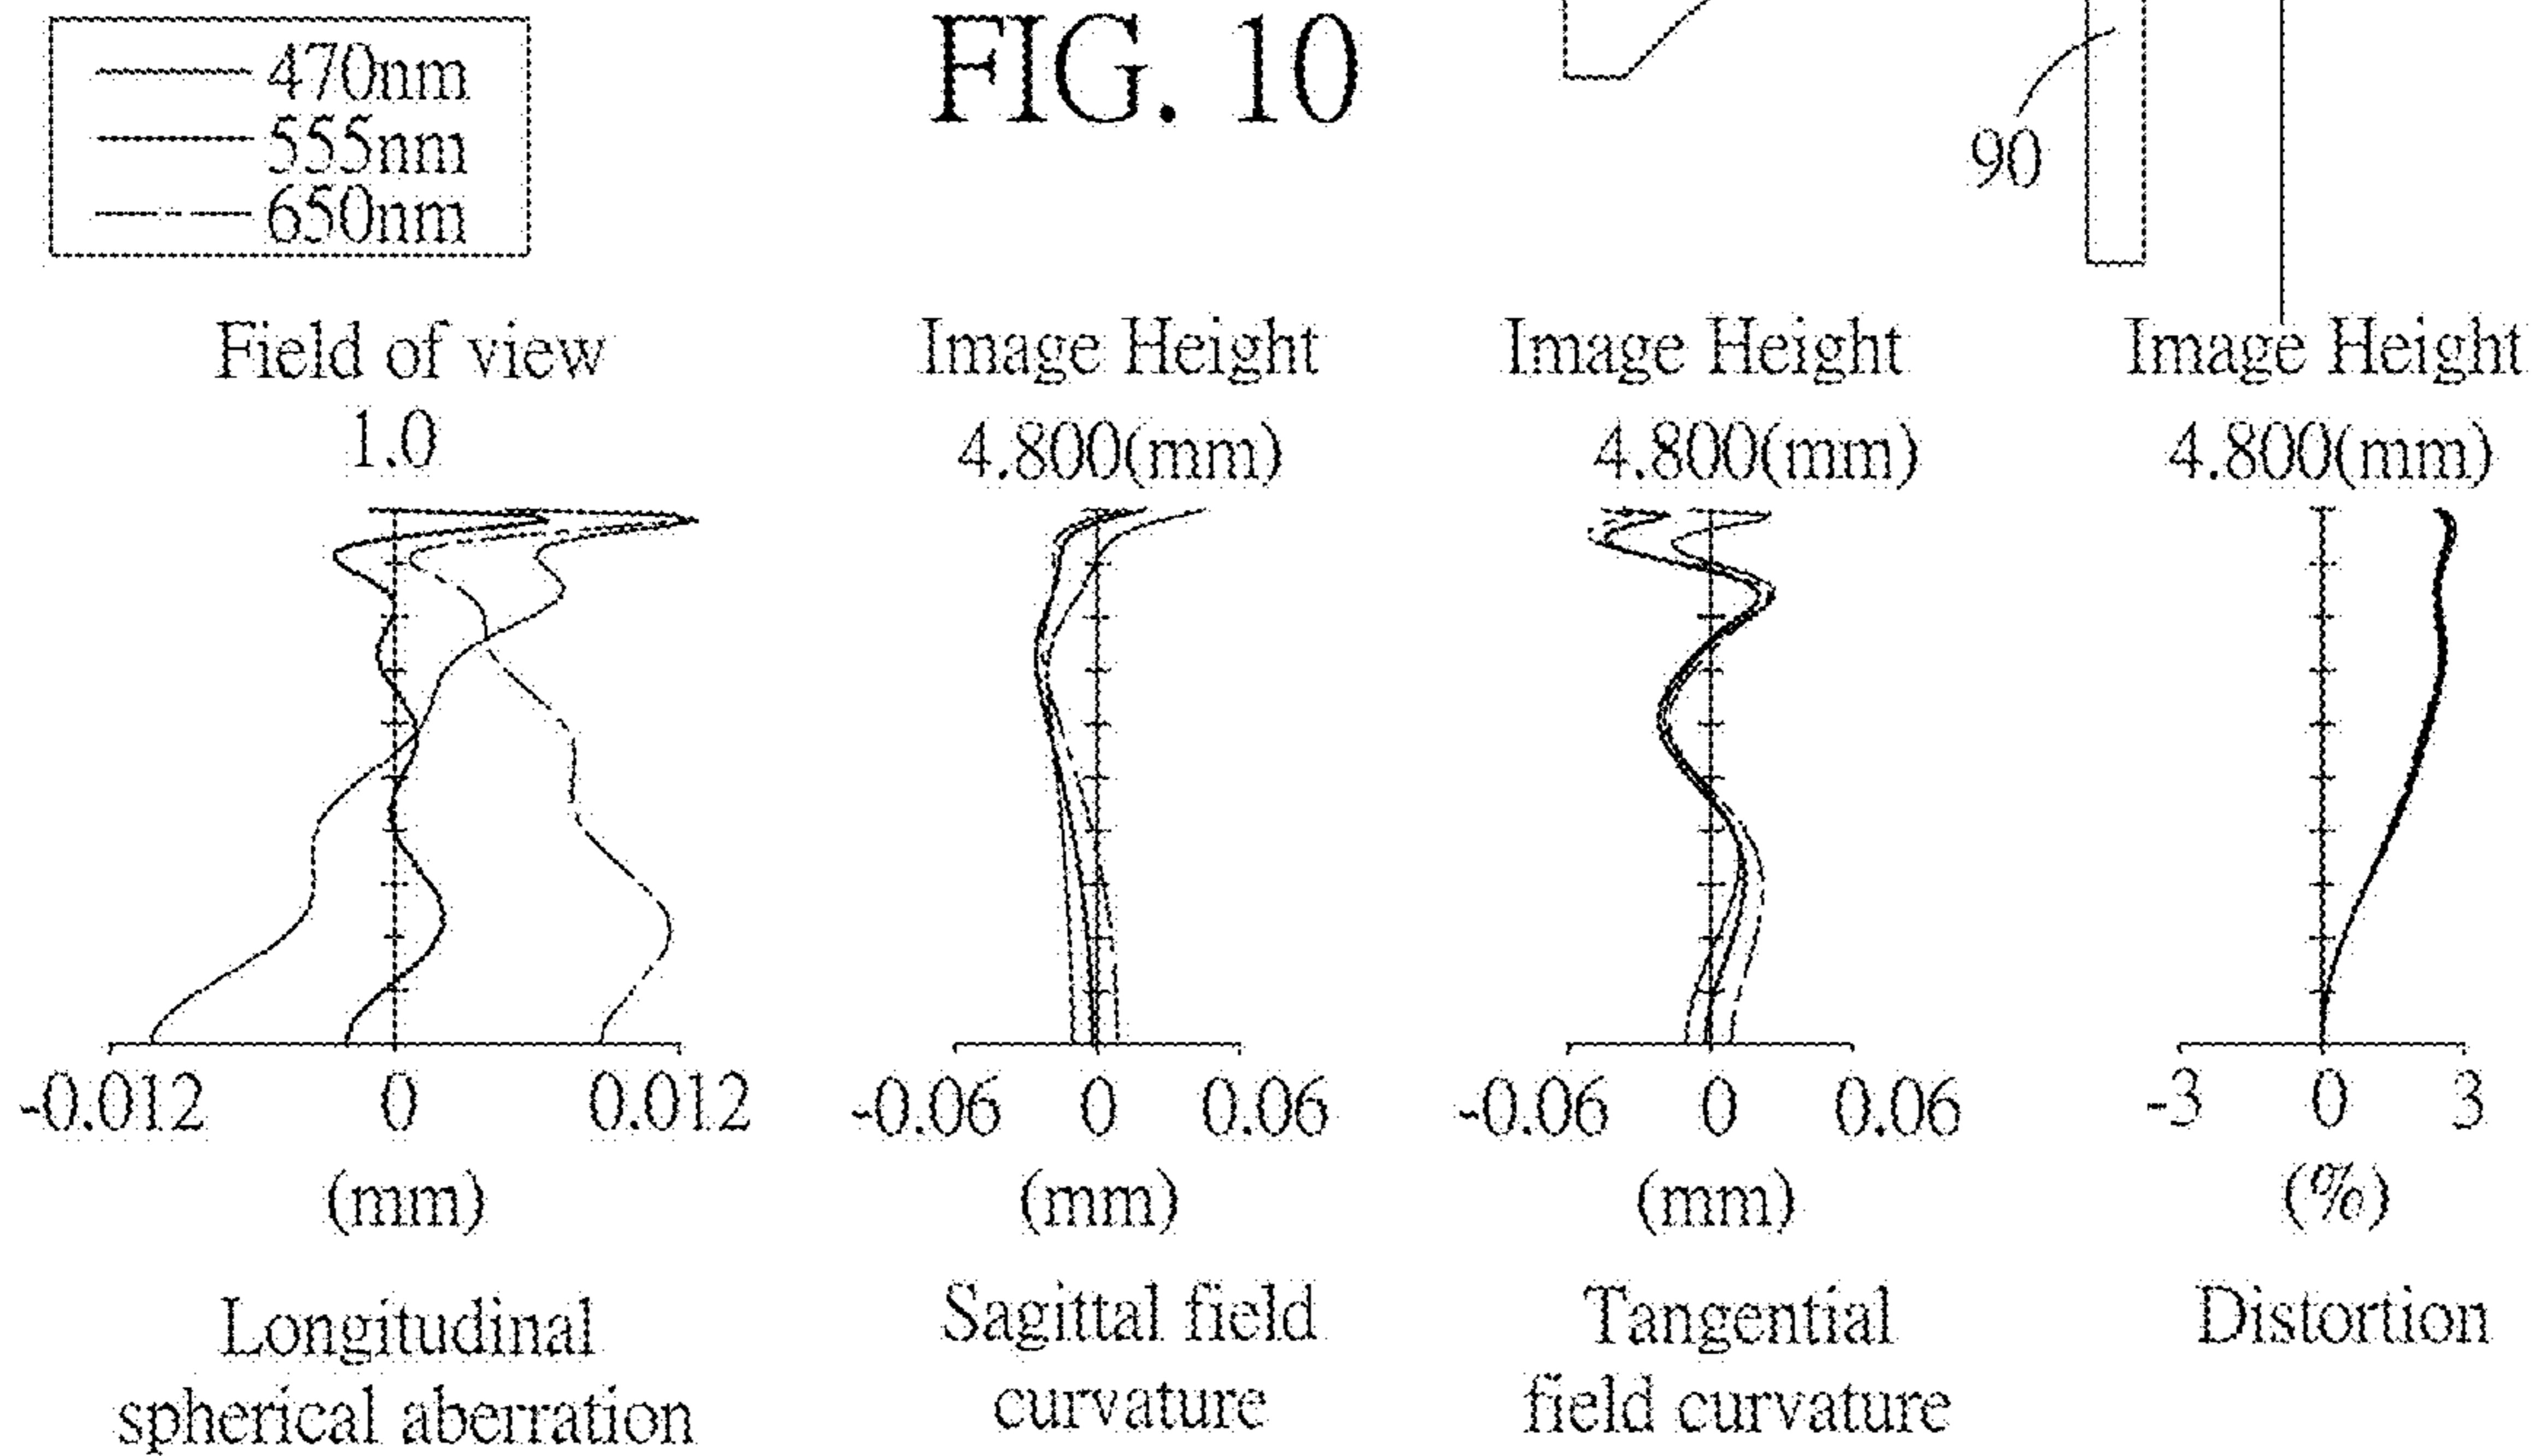 470nm
555nm
650nm
FIG. 10
90
Field of view
1.0
-0.012 0 0.012
(mm)
Longitudinal
spherical aberration
Image Height
4.800(mm)
-0.06 0 0.06
(mm)
Sagittal field
curvature
Image Height
4.800(mm)
-0.06 0 0.06
(mm)
Tangential
field curvature
Image Height
4.800(mm)
-3 0 3
(%)
Distortion